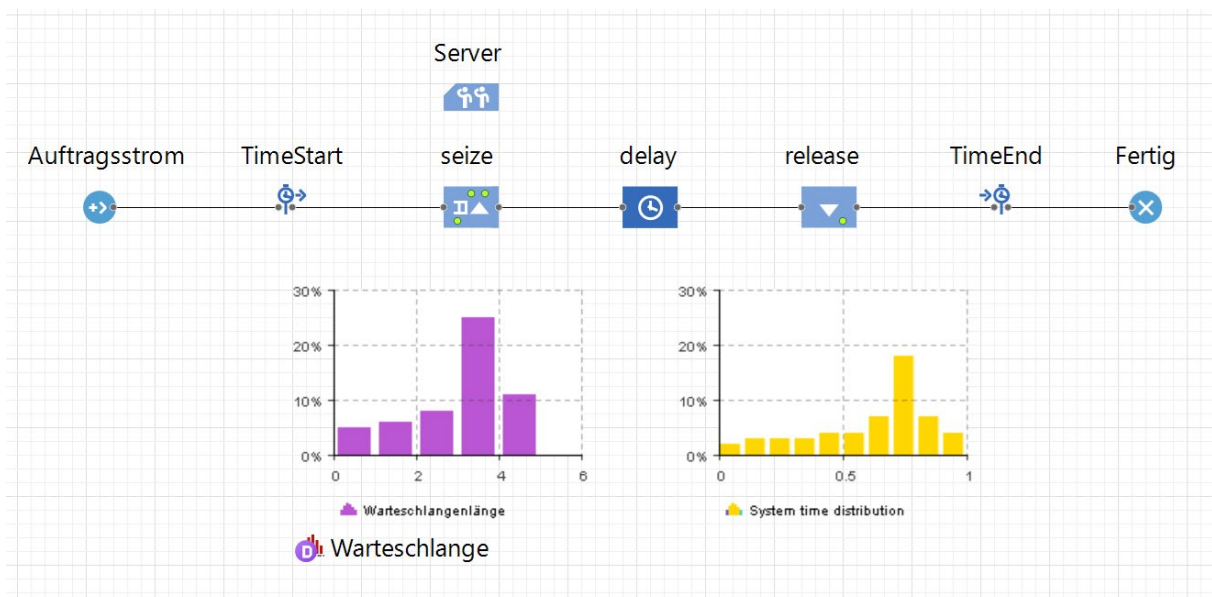 Server
Auftragsstrom TimeStart seize delay release TimeEnd Fertig
30% 30%
20% 20%
10% 10%
0% 0%
0 2 4 6 0 0.5 1
Warteschlangenlänge System time distribution
D Warteschlange